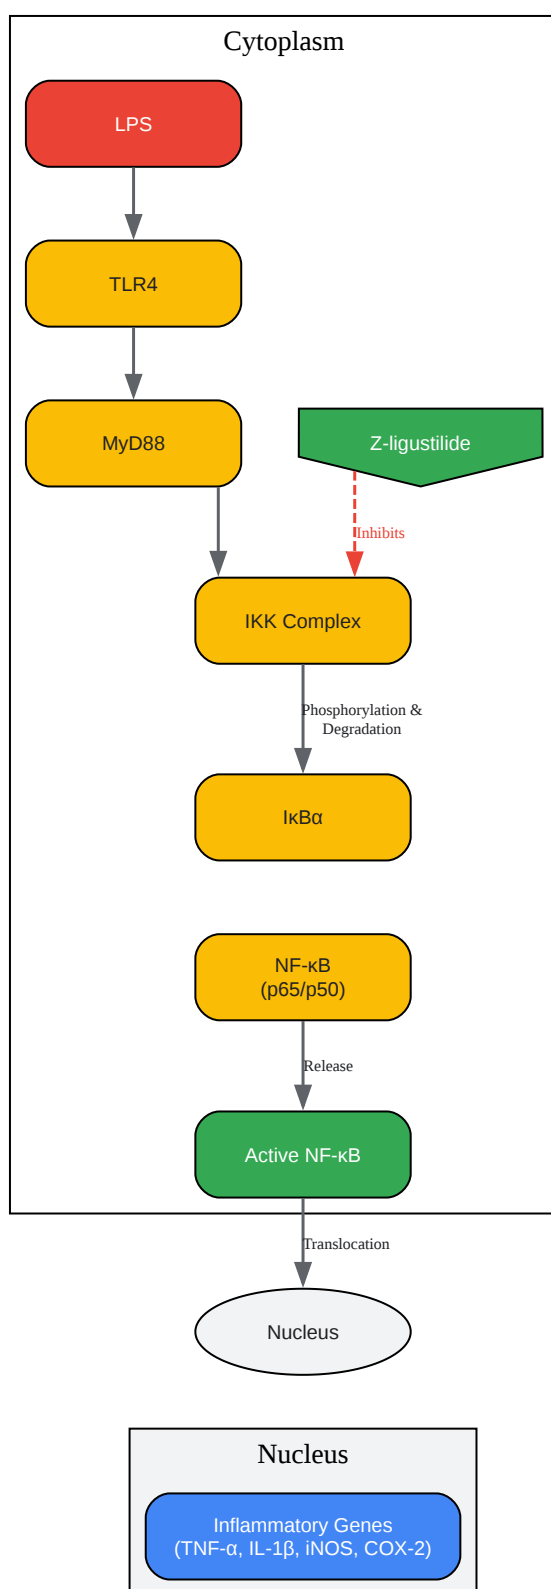 Cytoplasm
LPS
TLR4
MyD88
Z-ligustilide
Inhibits
IKK Complex
Phosphorylation &
Degradation
IκBα
NF-κB
(p65/p50)
Release
Active NF-κB
Translocation
Nucleus
Nucleus
Inflammatory Genes
(TNF-α, IL-1β, iNOS, COX-2)